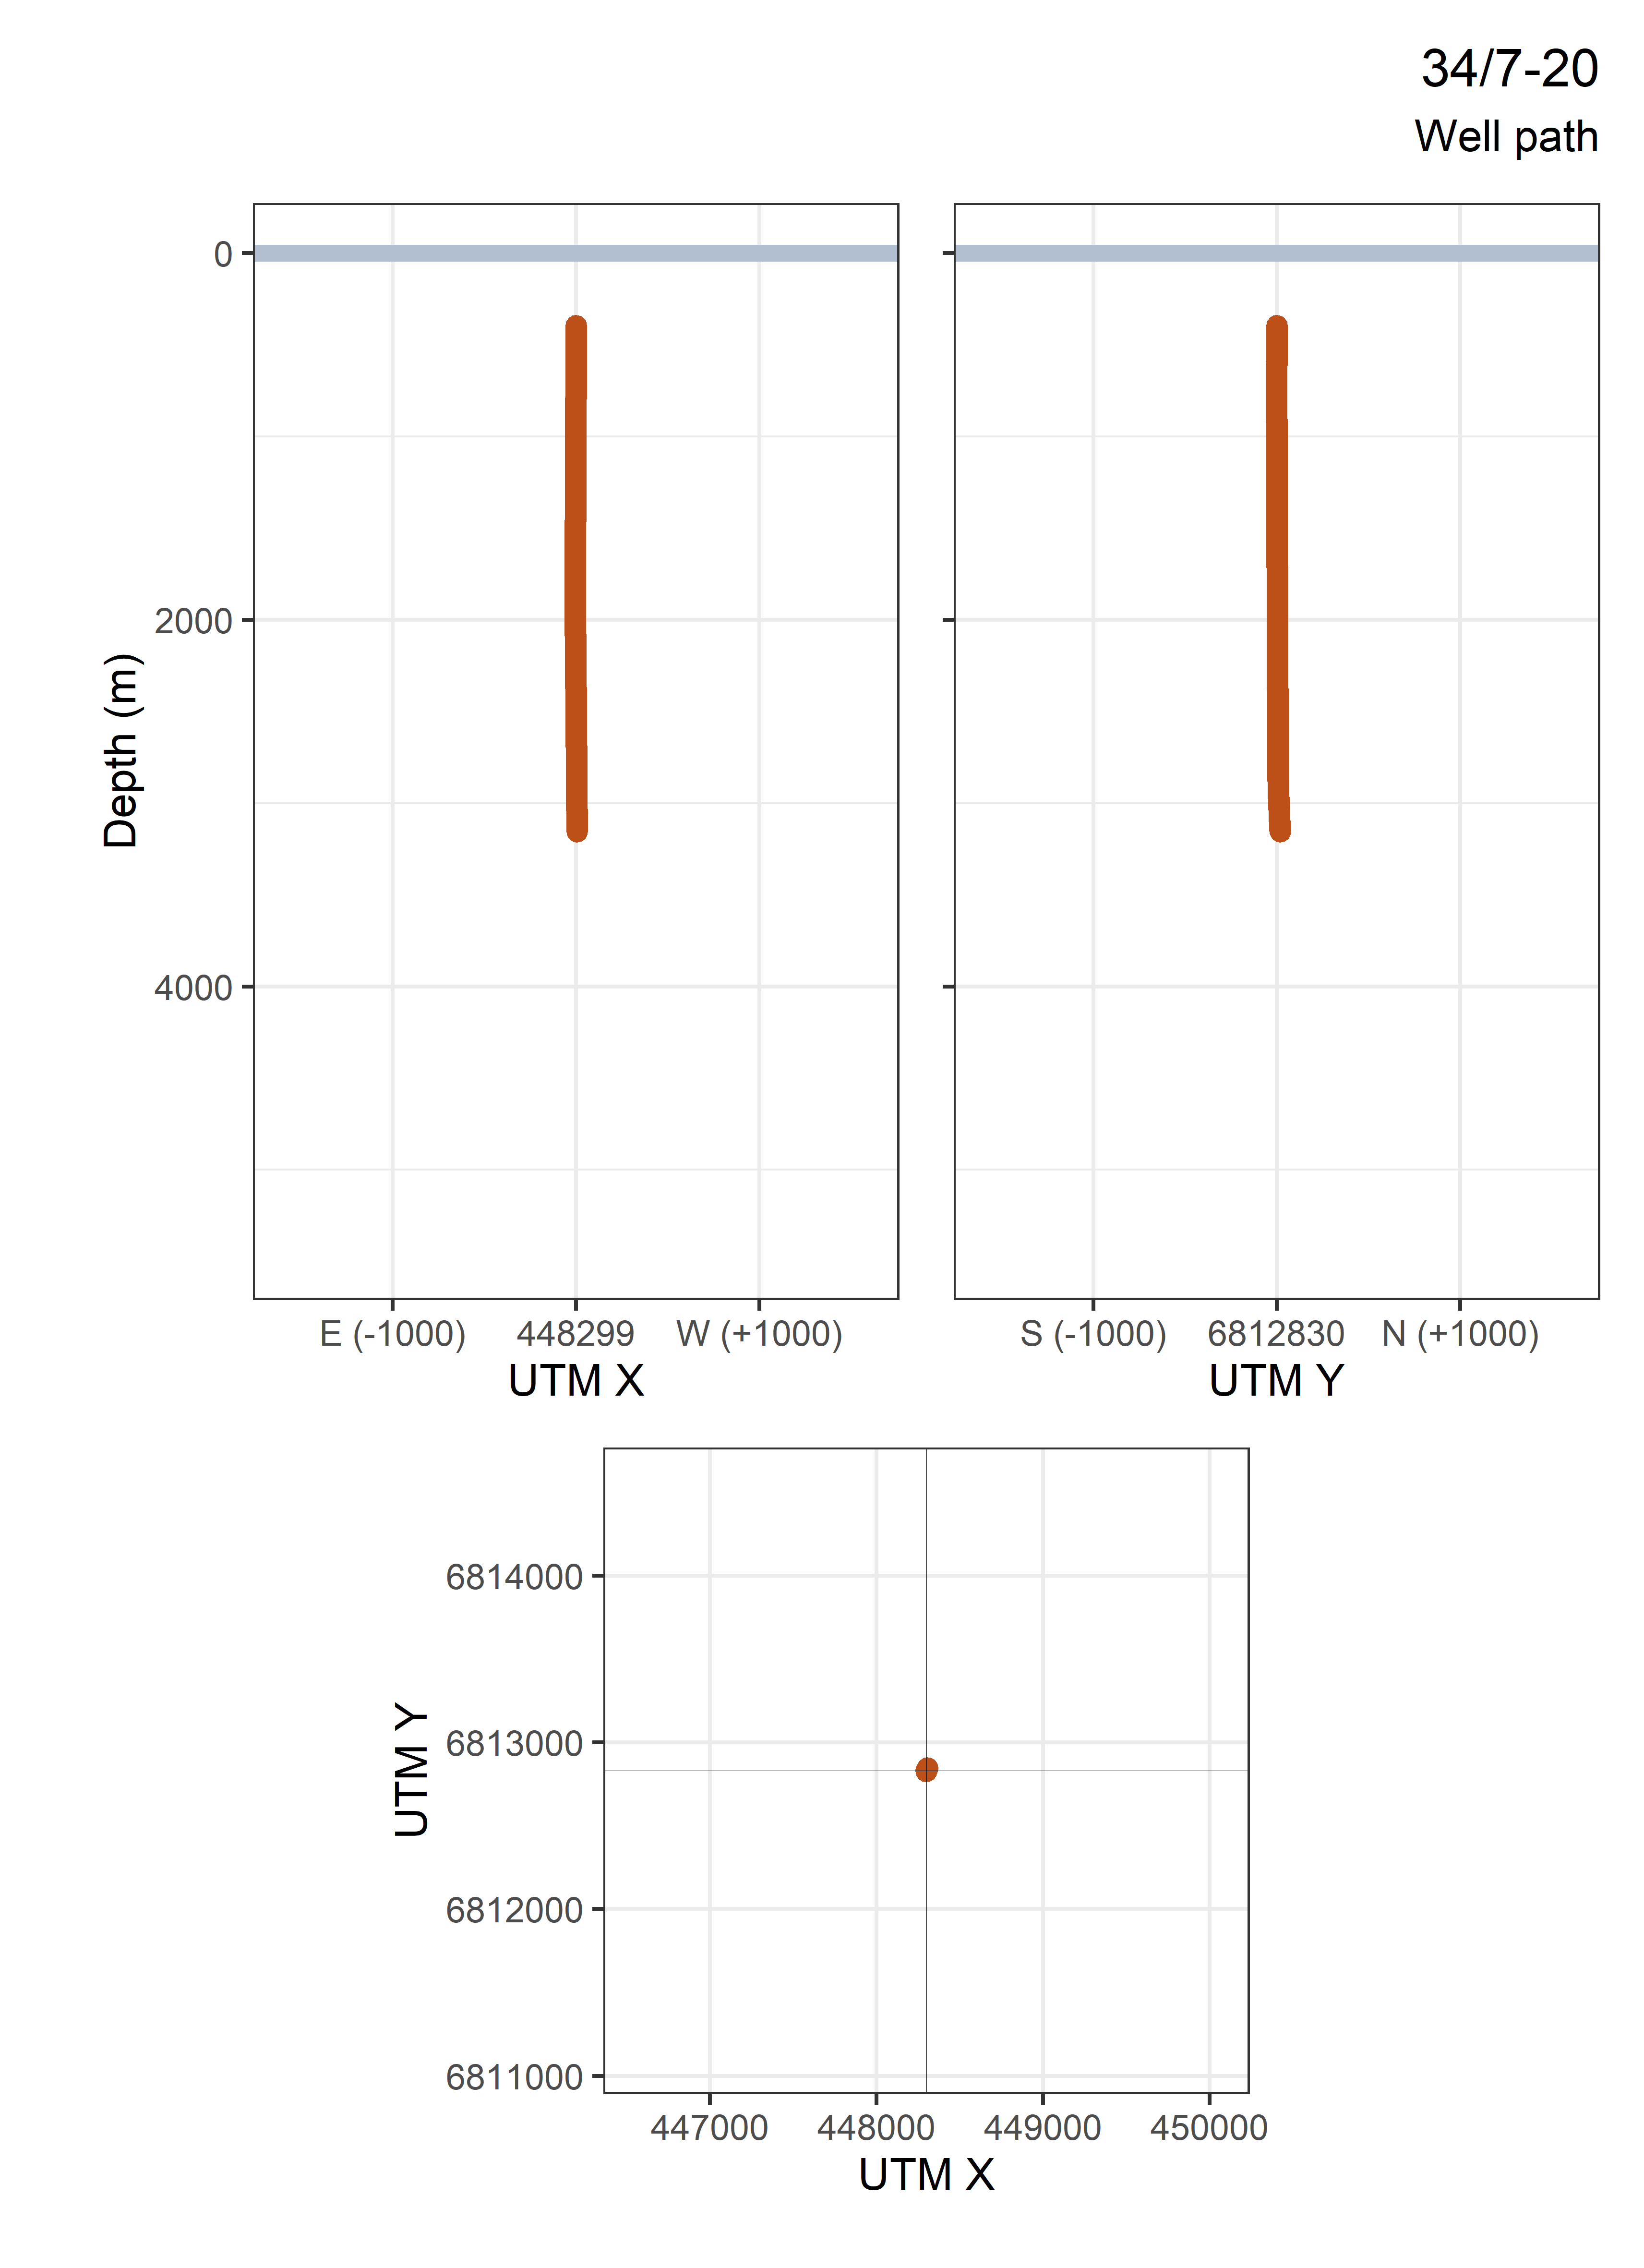 34/7-20
Well path
0
2000
4000
Depth (m)
E (-1000) 448299 W (+1000)
UTM X
S (-1000) 6812830 N (+1000)
UTM Y
6814000
6813000
6812000
6811000
UTM Y
447000 448000 449000 450000
UTM X